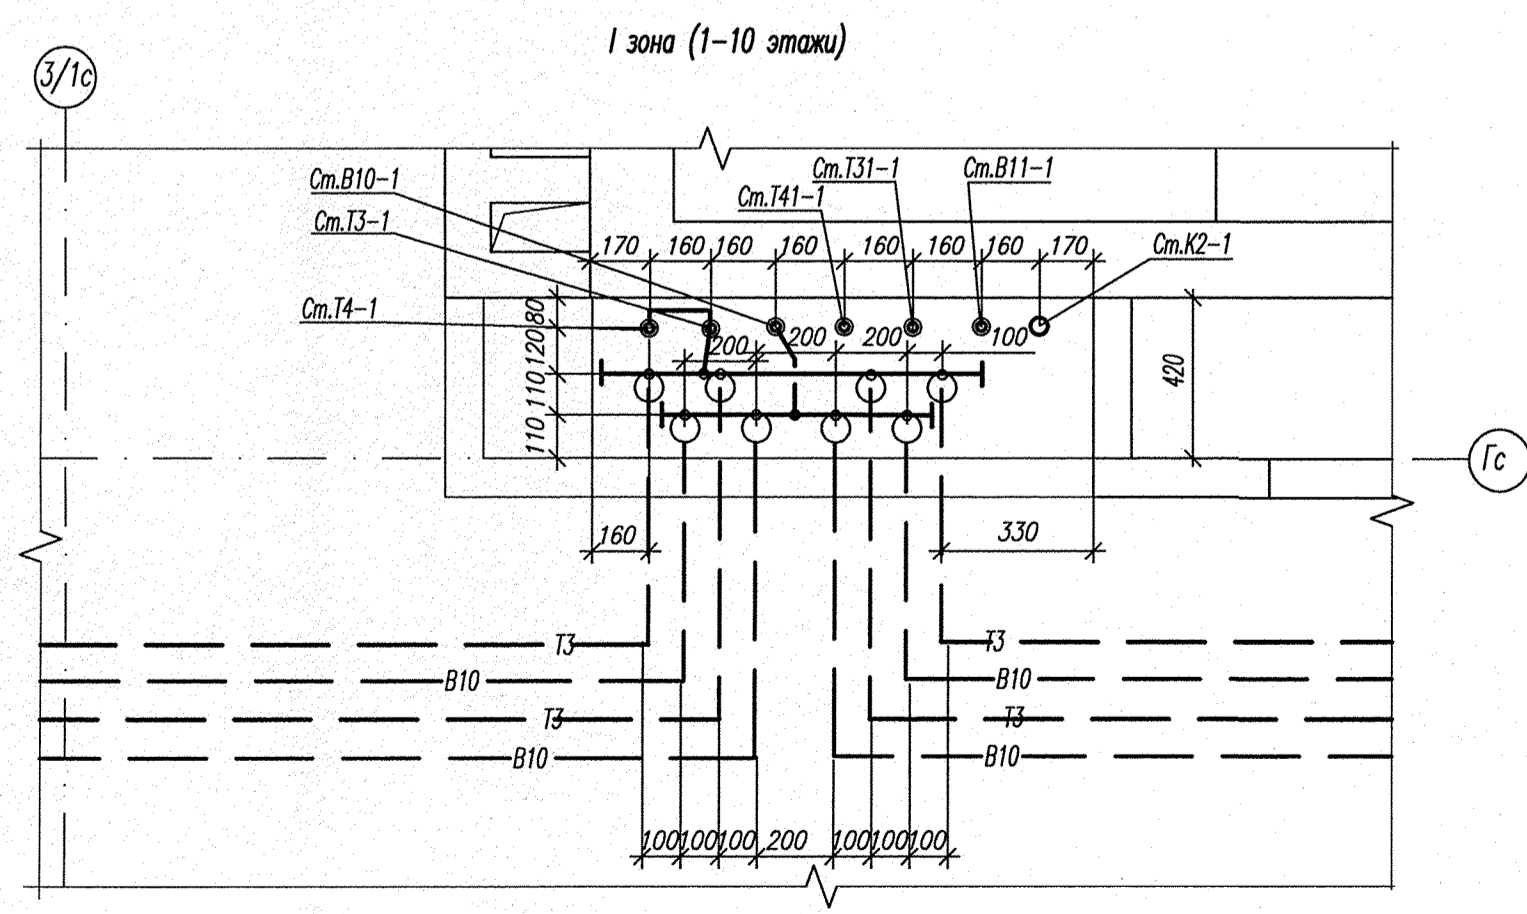 I зона (1-10 этажи)
3/1с
Ст.В10-1
Ст.Т31-1
Ст.В11-1
Ст.Т41-1
Ст.Т3-1
170 160 160 160 160 160 160 170
Ст.К2-1
Ст.Т4-1
80
120
110
110
200 200 200 100
420
Гс
160
330
Т3 Т3
В10 В10
Т3 Т3
В10 В10
100 100 100 200 100 100 100